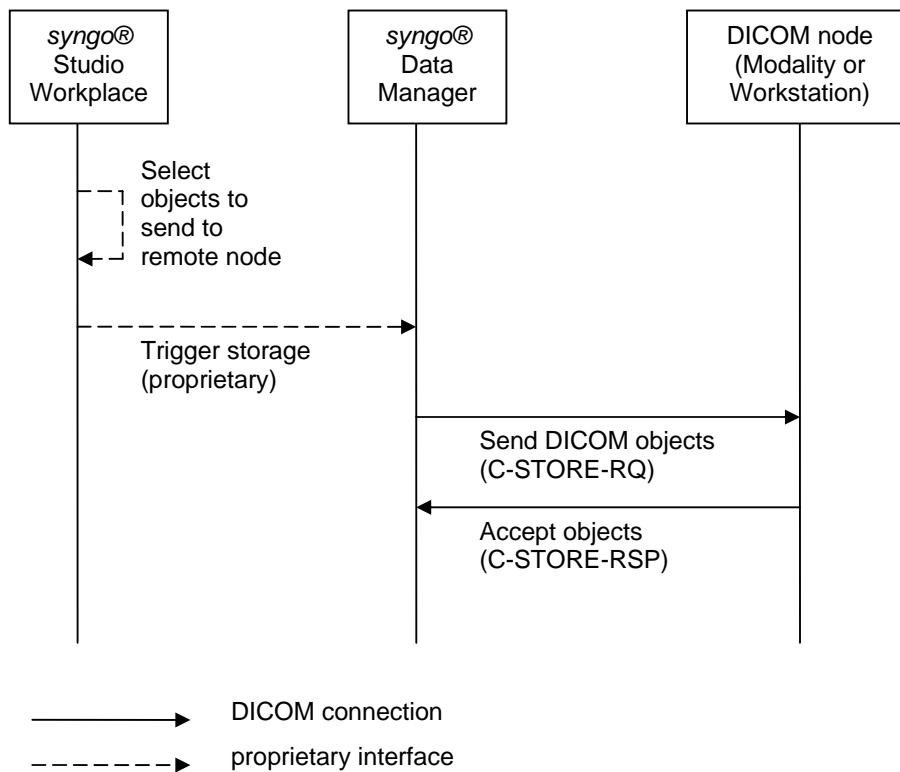 syngo®
Studio
Workplace
syngo®
Data
Manager
DICOM node
(Modality or
Workstation)
Select
objects to
send to
remote node
Trigger storage
(proprietary)
Send DICOM objects
(C-STORE-RQ)
Accept objects
(C-STORE-RSP)
DICOM connection
proprietary interface